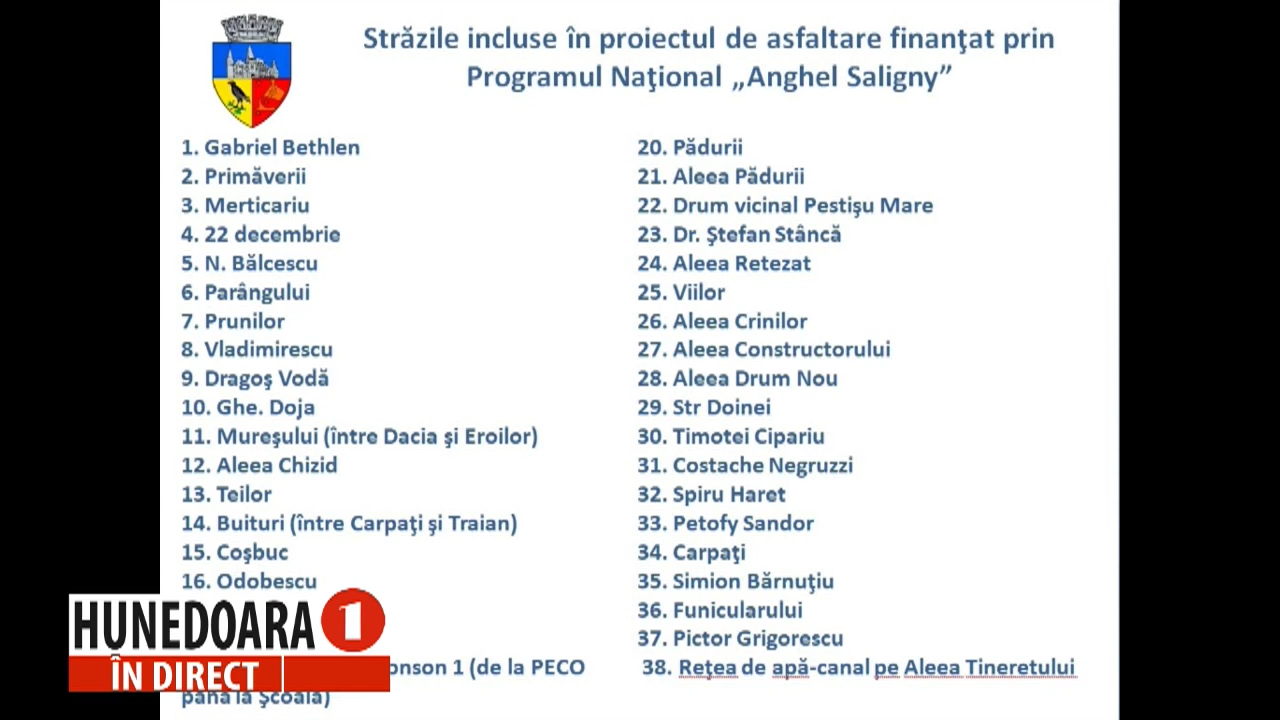 Străzile incluse în proiectul de asfaltare finanţat prin
Programul Naţional „Anghel Saligny”
1. Gabriel Bethlen
2. Primăverii
3. Merticariu
4. 22 decembrie
5. N. Bălcescu
6. Parângului
7. Prunilor
8. Vladimirescu
9. Dragoş Vodă
10. Ghe. Doja
11. Mureşului (între Dacia şi Eroilor)
12. Aleea Chizid
13. Teilor
14. Buituri (între Carpaţi şi Traian)
15. Coşbuc
16. Odobescu
onson 1 (de la PECO
până la Şcoala)
20. Pădurii
21. Aleea Pădurii
22. Drum vicinal Pestişu Mare
23. Dr. Ştefan Stâncă
24. Aleea Retezat
25. Viilor
26. Aleea Crinilor
27. Aleea Constructorului
28. Aleea Drum Nou
29. Str Doinei
30. Timotei Cipariu
31. Costache Negruzzi
32. Spiru Haret
33. Petofy Sandor
34. Carpaţi
35. Simion Bărnuţiu
36. Funicularului
37. Pictor Grigorescu
38. Reţea de apă-canal pe Aleea Tineretului
HUNEDOARA 1
ÎN DIRECT